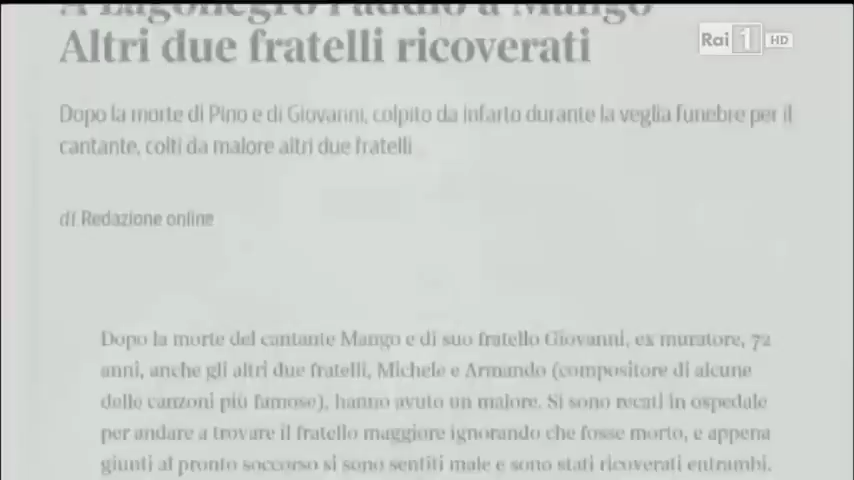 A Lagonegro l'addio a Mango
Altri due fratelli ricoverati
Rai 1 HD
Dopo la morte di Pino e di Giovanni, colpito da infarto durante la veglia funebre per il
cantante, colti da malore altri due fratelli
di Redazione online
Dopo la morte del cantante Mango e di suo fratello Giovanni, ex muratore, 72
anni, anche gli altri due fratelli, Michele e Armando (compositore di alcune
delle canzoni più famose), hanno avuto un malore. Si sono recati in ospedale
per andare a trovare il fratello maggiore ignorando che fosse morto, e appena
giunti al pronto soccorso si sono sentiti male e sono stati ricoverati entrambi.